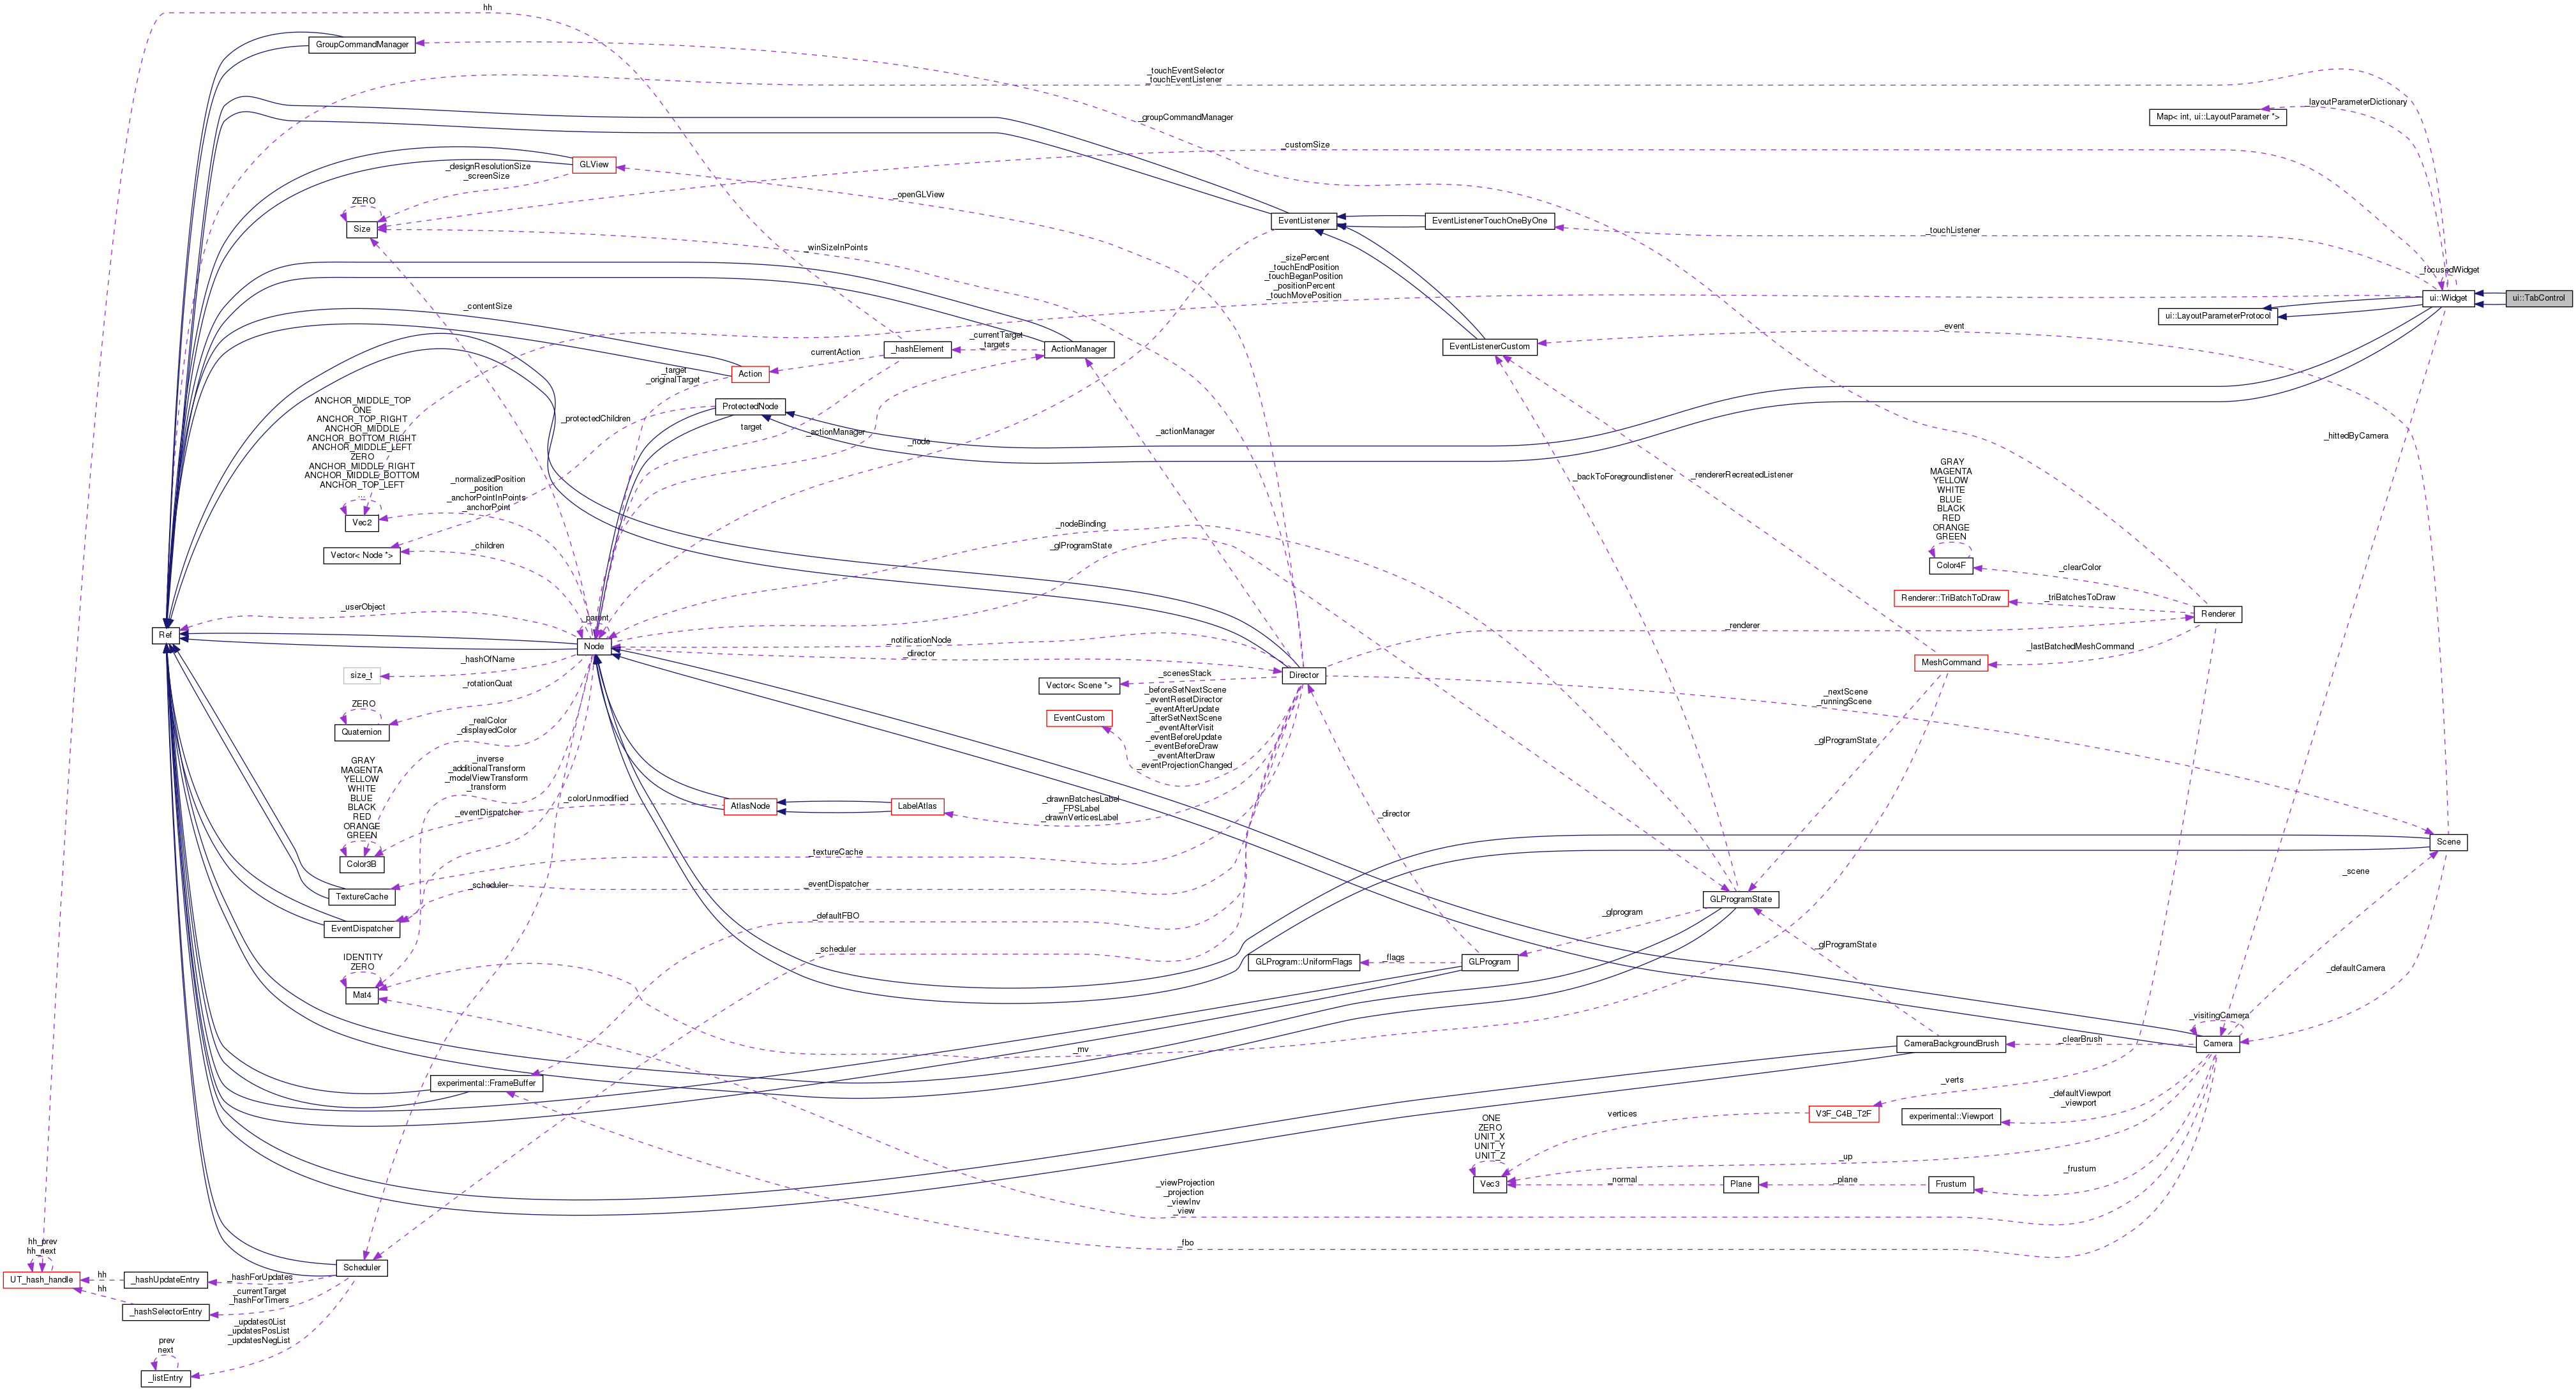 hh
GroupCommandManager
_touchEventSelector
_touchEventListener
_layoutParameterDictionary
Map< int, ui::LayoutParameter *>
_groupCommandManager
_customSize
GLView
_designResolutionSize
_screenSize
_openGLView
ZERO
Size
EventListener
EventListenerTouchOneByOne
_touchListener
_winSizeInPoints
_sizePercent
_touchEndPosition
_touchBeganPosition
_positionPercent
_touchMovePosition
_focusedWidget
ui::Widget
ui::TabControl
_contentSize
ui::LayoutParameterProtocol
_event
_currentTarget
targets
_hashElement
ActionManager
EventListenerCustom
currentAction
Action
_target
_originalTarget
ProtectedNode
_protectedChildren
target
_actionManager
_node
_actionManager
_hittedByCamera
ANCHOR_MIDDLE_TOP
ONE
ANCHOR_TOP_RIGHT
ANCHOR_MIDDLE
ANCHOR_BOTTOM_RIGHT
ANCHOR_MIDDLE_LEFT
ZERO
ANCHOR_MIDDLE_RIGHT
ANCHOR_MIDDLE_BOTTOM
ANCHOR_TOP_LEFT
...
Vec2
_normalizedPosition
_position
_anchorPointInPoints
_anchorPoint
_backToForegroundlistener
_rendererRecreatedListener
GRAY
MAGENTA
YELLOW
WHITE
BLUE
BLACK
RED
ORANGE
GREEN
Color4F
_nodeBinding
_glProgramState
Vector< Node *>
_children
_clearColor
Renderer::TriBatchToDraw
_triBatchesToDraw
Renderer
_userObject
_parent
Ref
Node
_notificationNode
_director
_renderer
_lastBatchedMeshCommand
MeshCommand
_hashOfName
size_t
_rotationQuat
Director
_scenesStack
Vector< Scene *>
_nextScene
_runningScene
ZERO
Quaternion
EventCustom
_beforeSetNextScene
_eventResetDirector
_eventAfterUpdate
_afterSetNextScene
_eventAfterVisit
_eventBeforeUpdate
_eventBeforeDraw
_eventAfterDraw
_eventProjectionChanged
_realColor
_displayedColor
_glProgramState
GRAY
MAGENTA
YELLOW
WHITE
BLUE
BLACK
RED
ORANGE
GREEN
Color3B
_inverse
_additionalTransform
_modelViewTransform
_transform
_colorUnmodified
_eventDispatcher
AtlasNode
LabelAtlas
_drawnBatchesLabel
_FPSLabel
_drawnVerticesLabel
_director
_textureCache
Scene
_scene
TextureCache
_scheduler
_eventDispatcher
GLProgramState
_glprogram
EventDispatcher
_defaultFBO
_scheduler
_glProgramState
IDENTITY
ZERO
Mat4
GLProgram::UniformFlags
_flags
GLProgram
_defaultCamera
_visitingCamera
_mv
CameraBackgroundBrush
_clearBrush
Camera
experimental::FrameBuffer
_verts
_defaultViewport
_viewport
vertices
V3F_C4B_T2F
experimental::Viewport
ONE
ZERO
UNIT_X
UNIT_Y
UNIT_Z
Vec3
_up
_frustum
_normal
Plane
_plane
Frustum
_viewProjection
_projection
_viewInv
_view
_fbo
hh_prev
hh_next
UT_hash_handle
hh
_hashUpdateEntry
_hashForUpdates
Scheduler
hh
_hashSelectorEntry
_currentTarget
_hashForTimers
_updates0List
_updatesPosList
_updatesNegList
prev
next
_listEntry